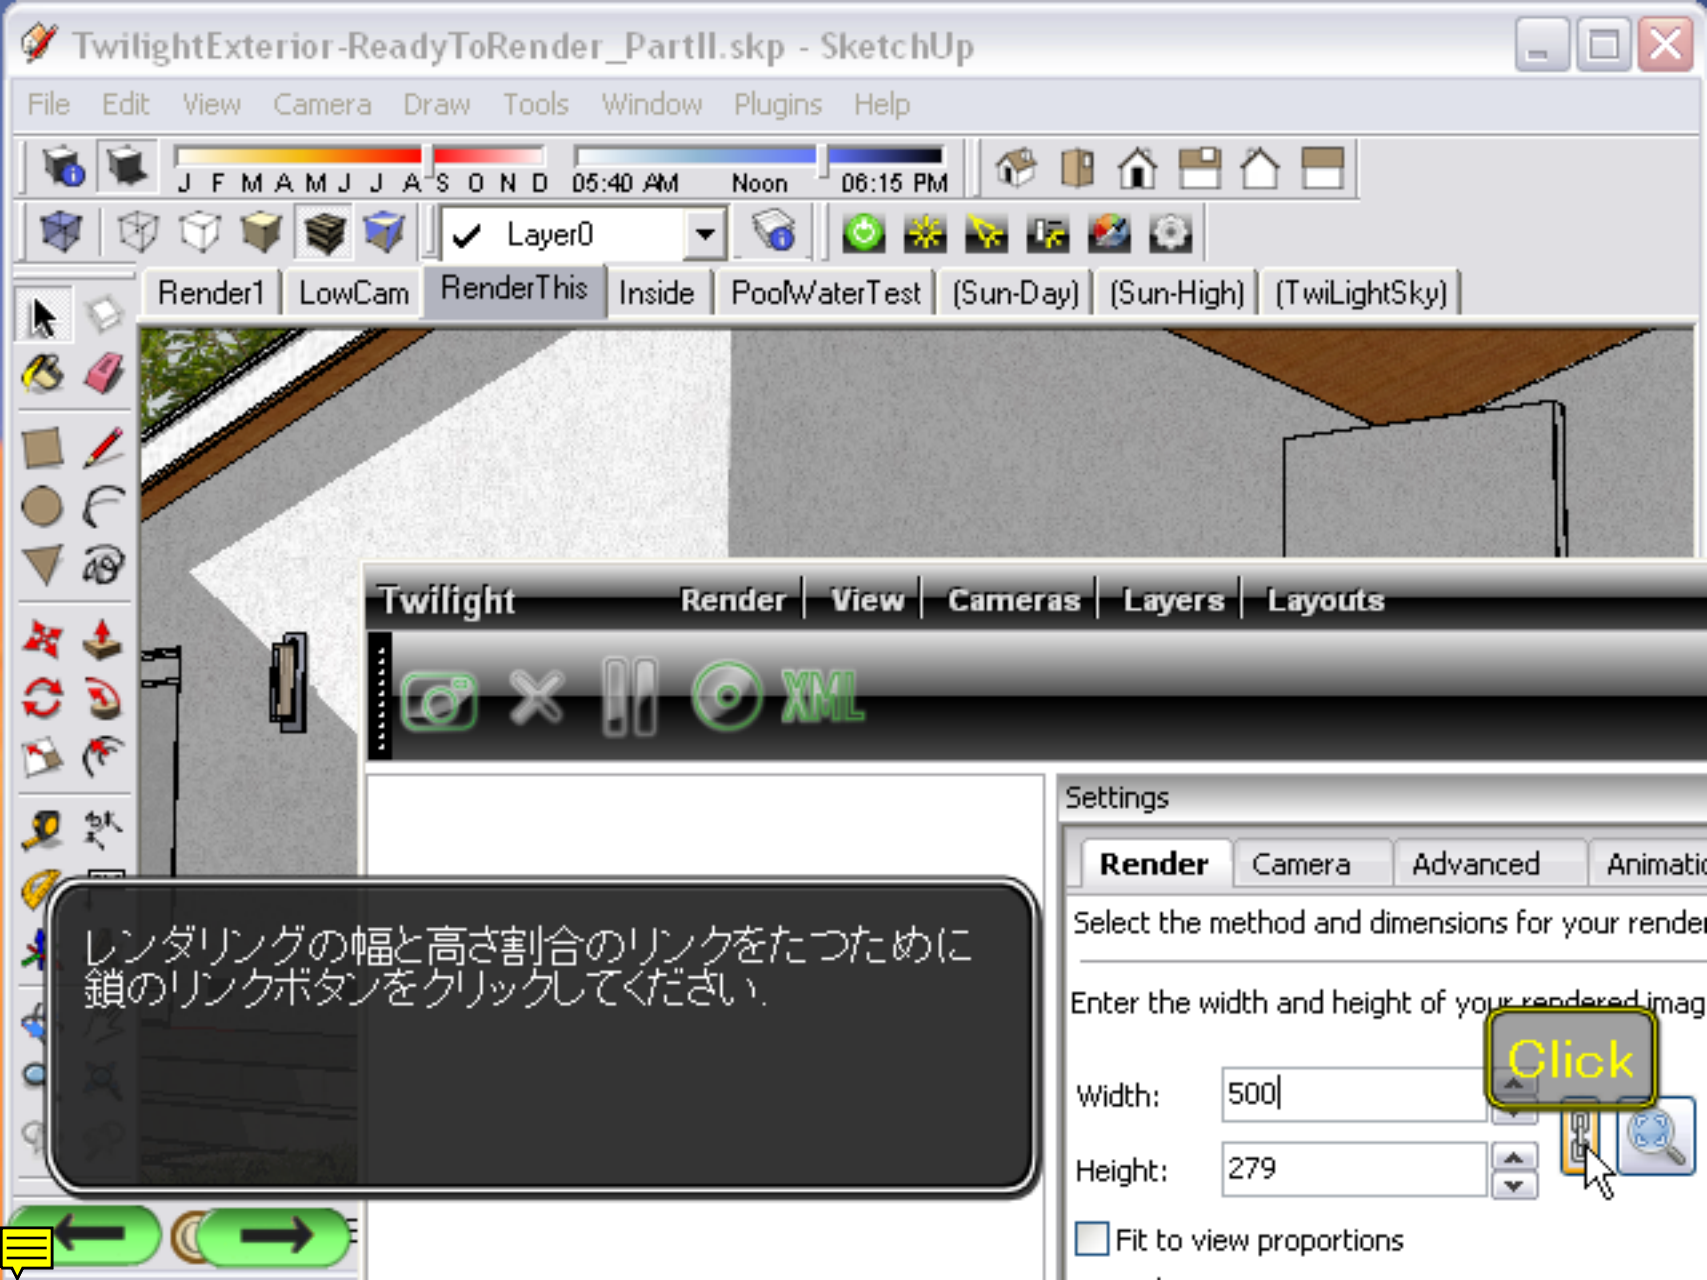 TwilightExterior-ReadyToRender_PartII.skp - SketchUp
File Edit View Camera Draw Tools Window Plugins Help
J F M A M J J A S O N D 05:40 AM Noon 06:15 PM
Layer0
Render1 LowCam RenderThis Inside PoolWaterTest (Sun-Day) (Sun-High) (TwiLightSky)
Twilight Render View Cameras Layers Layouts
XML
Settings
Render Camera Advanced Animatio
Select the method and dimensions for your rende
レンダリングの幅と高さ割合のリンクをたつために
鎖のリンクボタンをクリックしてください.
Enter the width and height of your rendered imag
Click
Width: 500
Height: 279
Fit to view proportions